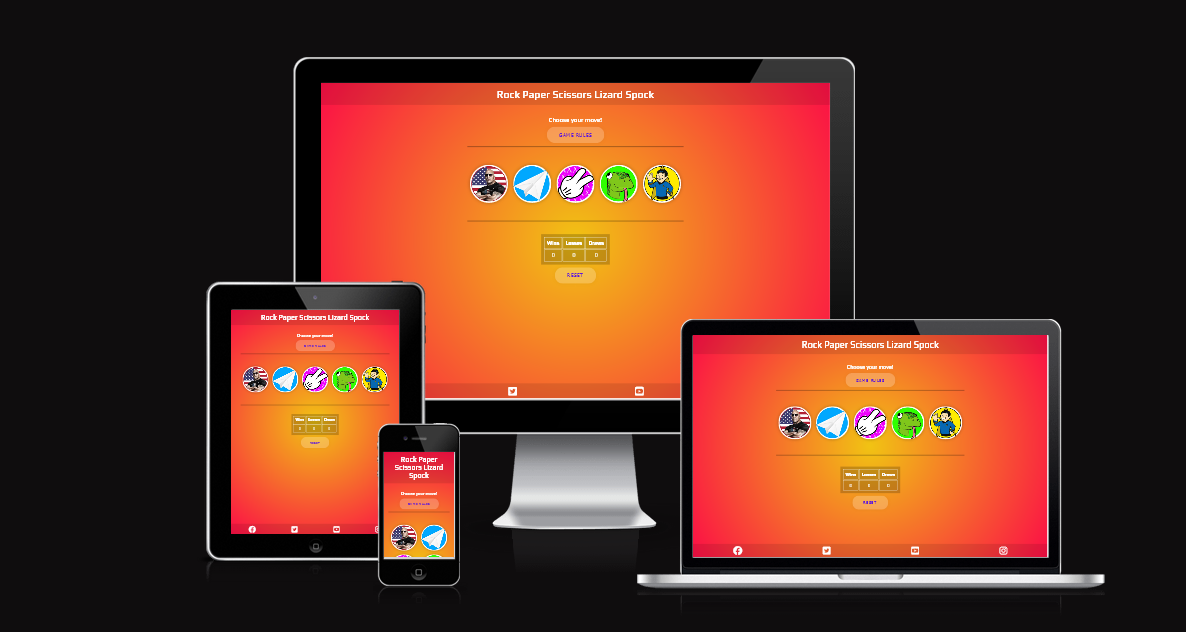 Rock Paper Scissors Lizard Spock
Choose your move!
GAME RULES
Wins Losses Draws
0 0 0
RESET
Rock Paper Scissors Lizard Spock
Choose your move!
GAME RULES
Wins Losses Draws
0 0 0
RESET
Rock Paper
Scissors Lizard
Spock
Choose your move!
GAME RULES
Rock Paper Scissors Lizard Spock
Choose your move!
GAME RULES
Wins Losses Draws
0 0 0
RESET